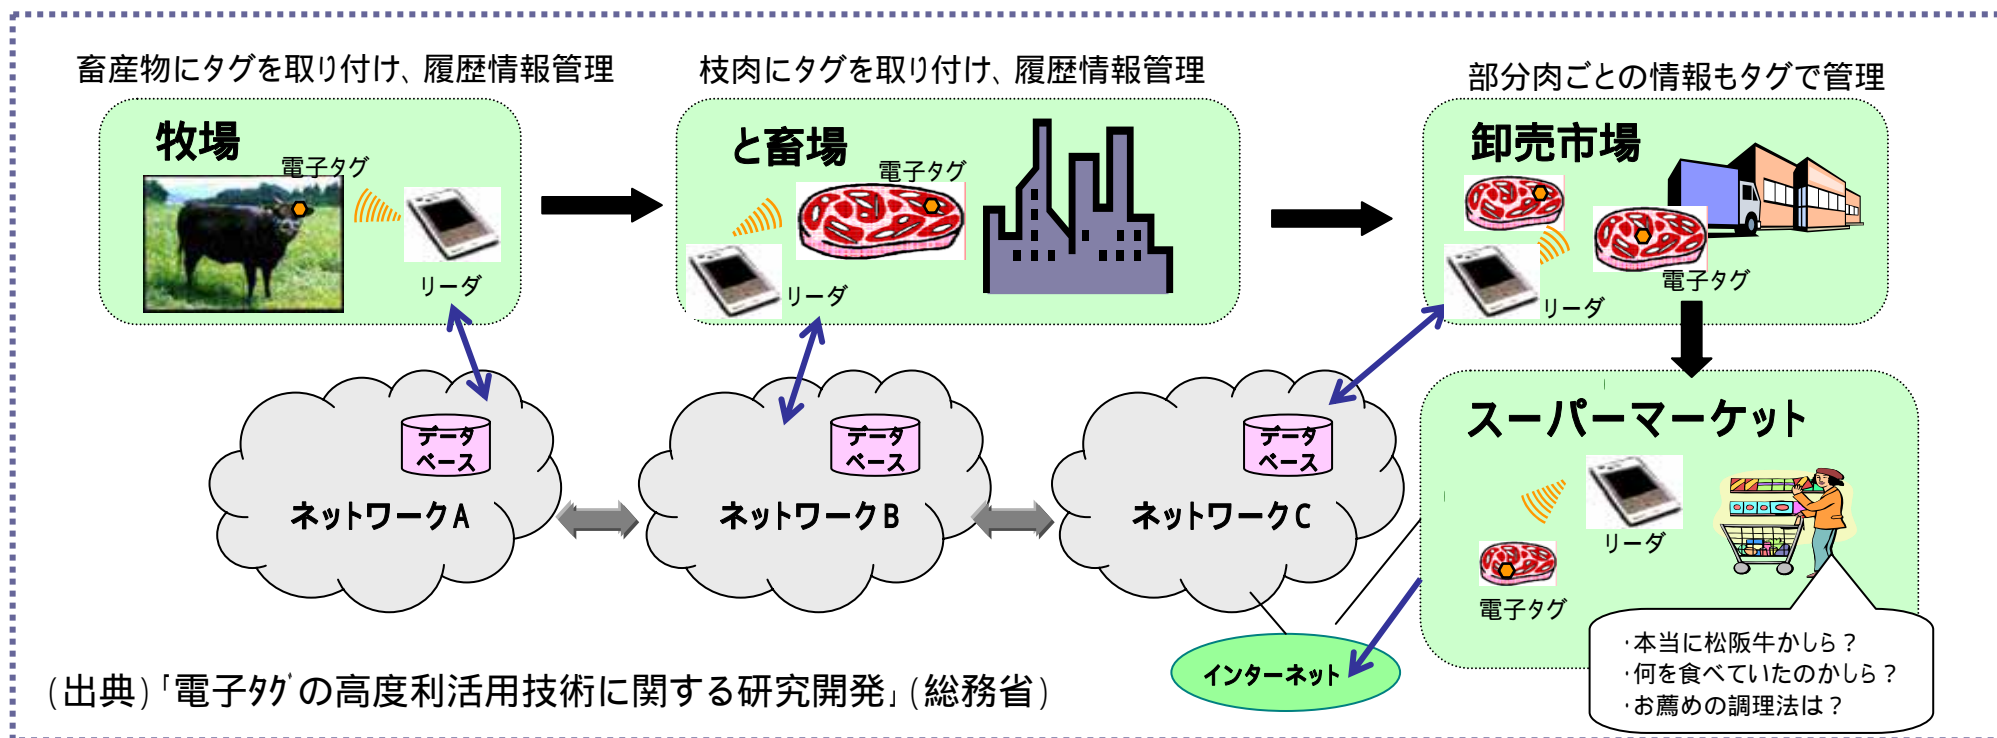 畜産物にタグを取り付け、履歴情報管理
枝肉にタグを取り付け、履歴情報管理
部分肉ごとの情報もタグで管理
牧場
電子タグ
リーダ
と畜場
電子タグ
リーダ
卸売市場
電子タグ
リーダ
データ
ベース
ネットワークA
データ
ベース
ネットワークB
データ
ベース
ネットワークC
スーパーマーケット
リーダ
電子タグ
・本当に松阪牛かしら？
・何を食べていたのかしら？
・お薦めの調理法は？
インターネット
(出典)「電子ﾀｸﾞの高度利活用技術に関する研究開発」(総務省)